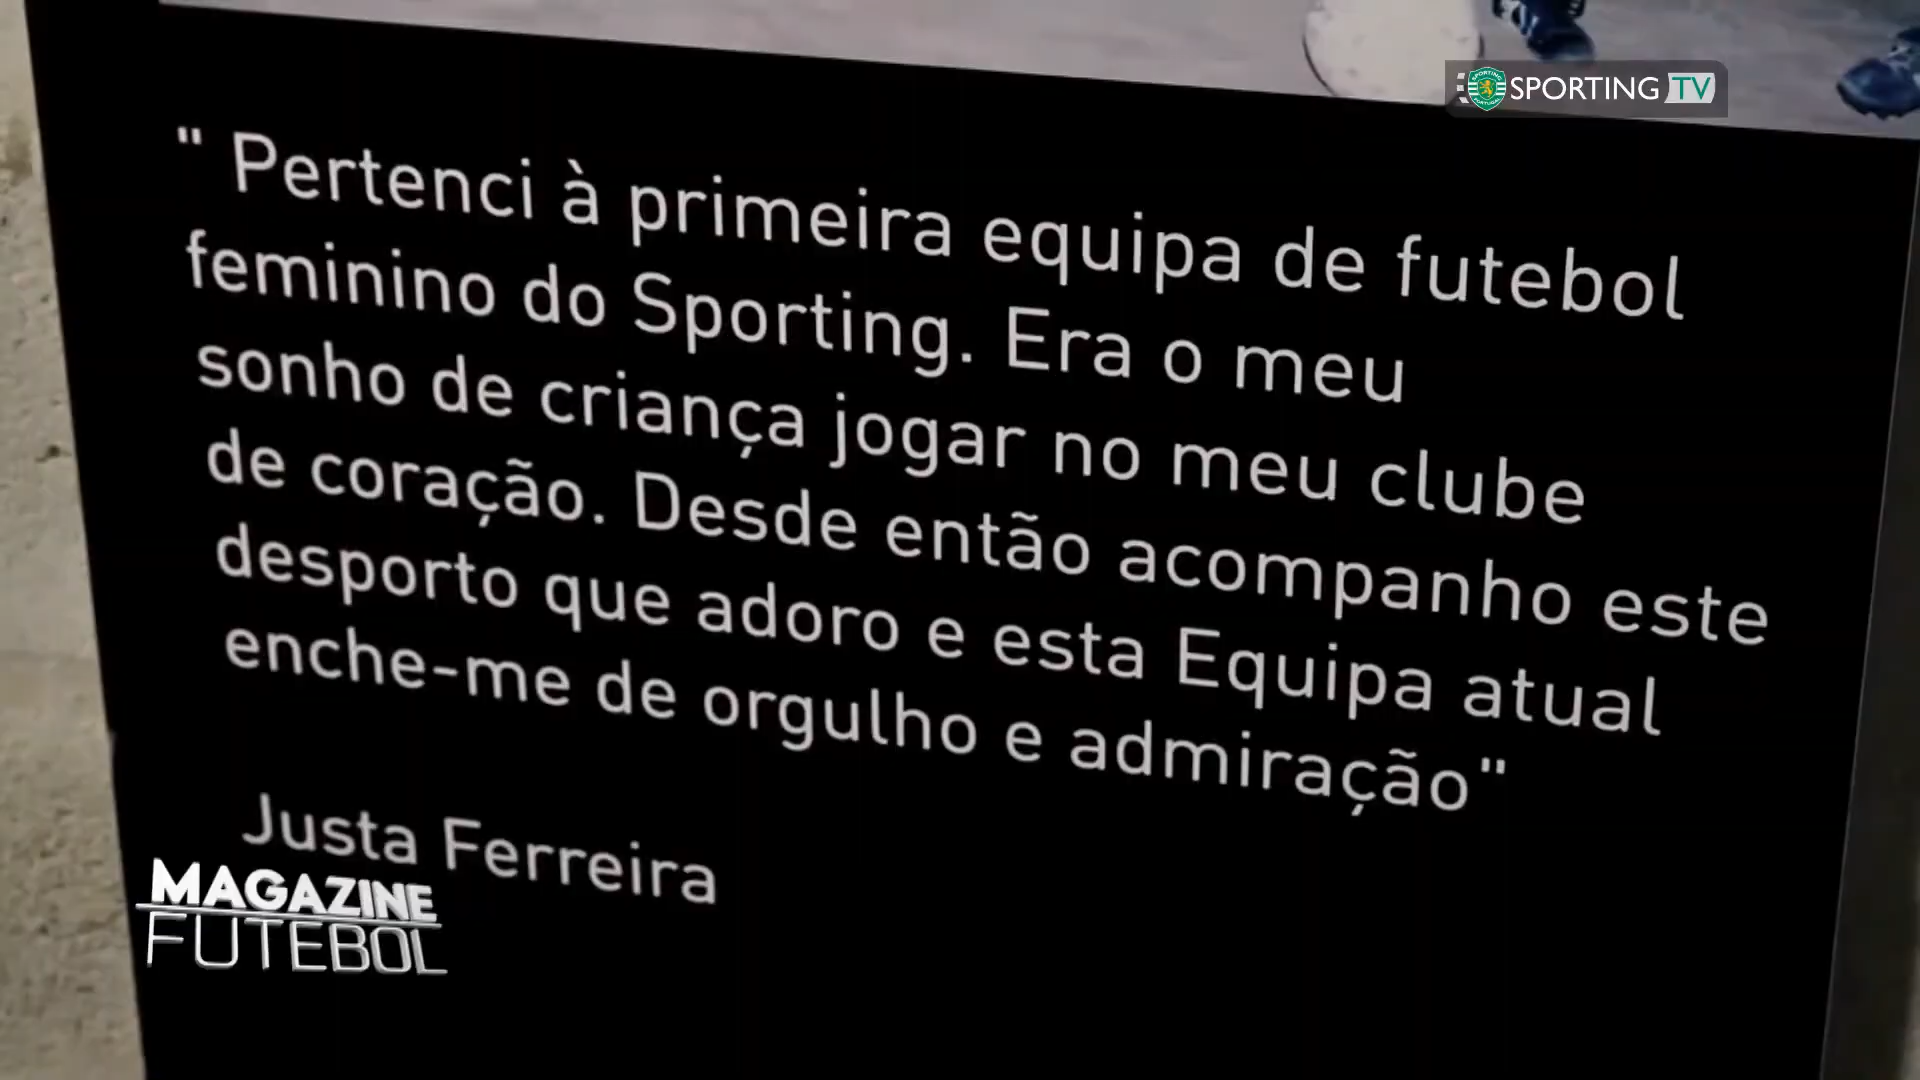 SPORTING TV
" Pertenci à primeira equipa de futebol
feminino do Sporting. Era o meu
sonho de criança jogar no meu clube
de coração. Desde então acompanho este
desporto que adoro e esta Equipa atual
enche-me de orgulho e admiração"
Justa Ferreira
MAGAZINE
FUTEBOL